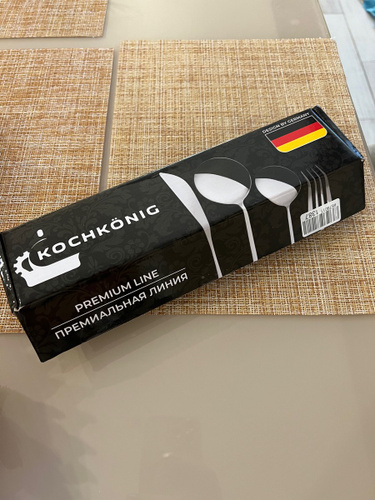 DESIGN BY GERMANY
KOCHKÖNIG
PREMIUM LINE
ПРЕМИАЛЬНАЯ ЛИНИЯ